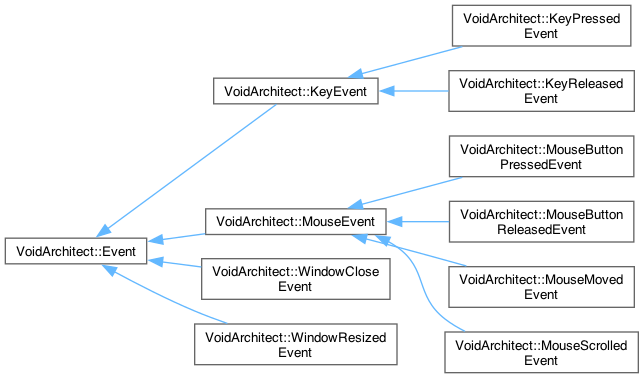 VoidArchitect::KeyPressed
Event
VoidArchitect::KeyEvent
VoidArchitect::KeyReleased
Event
VoidArchitect::MouseButton
PressedEvent
VoidArchitect::MouseEvent
VoidArchitect::MouseButton
ReleasedEvent
VoidArchitect::Event
VoidArchitect::WindowClose
Event
VoidArchitect::MouseMoved
Event
VoidArchitect::WindowResized
Event
VoidArchitect::MouseScrolled
Event